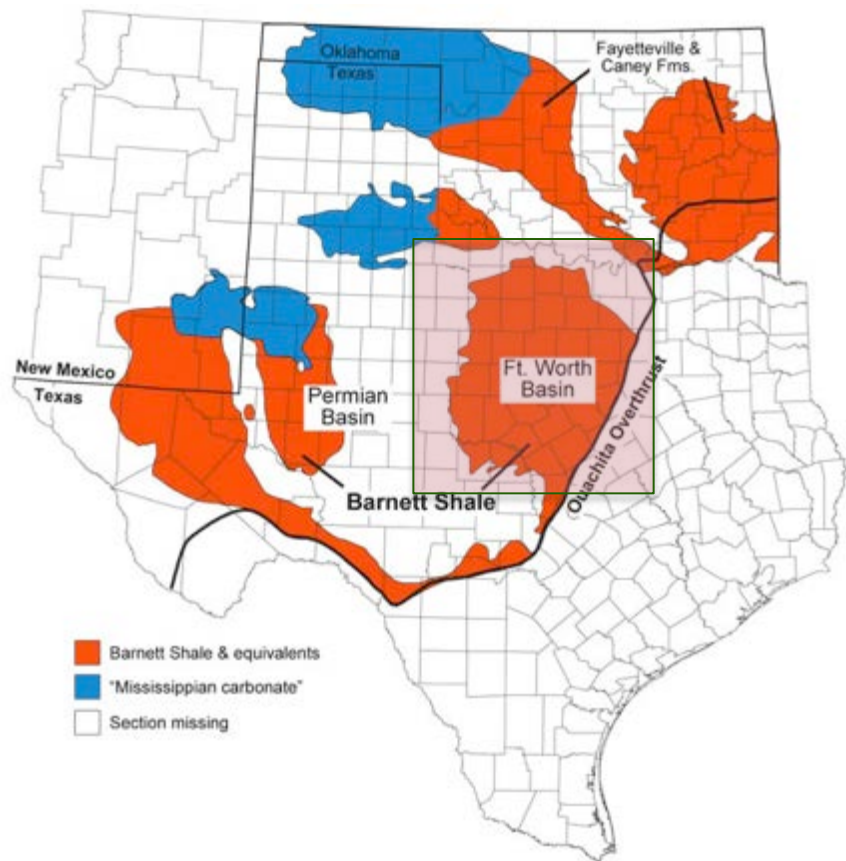 Oklahoma
Texas
Fayetteville &
Caney Fms.
New Mexico
Texas
Permian
Basin
Ft. Worth
Basin
Barnett Shale
Ouachita Overthrust
Barnett Shale & equivalents
"Mississippian carbonate"
Section missing